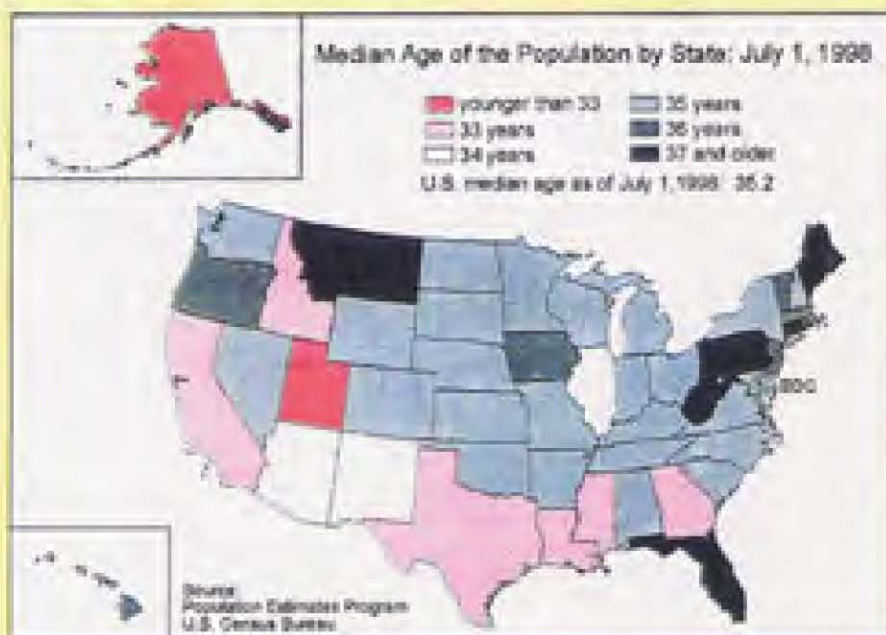 Median Age of the Population by State: July 1, 1998
younger than 33
33 years
34 years
35 years
36 years
37 and older
U.S. median age as of July 1,1998: 35.2
Source:
Population Estimates Program
U.S. Census Bureau